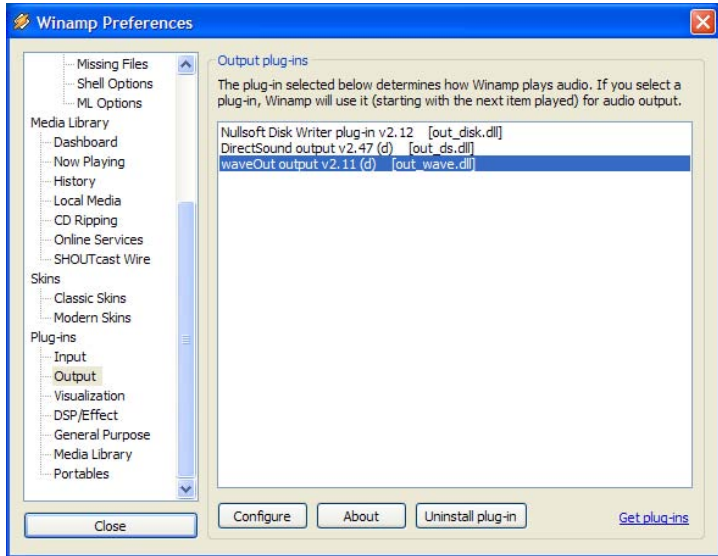 Winamp Preferences
Missing Files
Shell Options
ML Options
Media Library
Dashboard
Now Playing
History
Local Media
CD Ripping
Online Services
SHOUTcast Wire
Skins
Classic Skins
Modern Skins
Plug-ins
Input
Output
Visualization
DSP/Effect
General Purpose
Media Library
Portables
Close
Output plug-ins
The plug-in selected below determines how Winamp plays audio. If you select a
plug-in, Winamp will use it (starting with the next item played) for audio output.
Nullsoft Disk Writer plug-in v2.12 [out_disk.dll]
DirectSound output v2.47 (d) [out_ds.dll]
waveOut output v2.11 (d) [out_wave.dll]
Configure
About
Uninstall plug-in
Get plug-ins